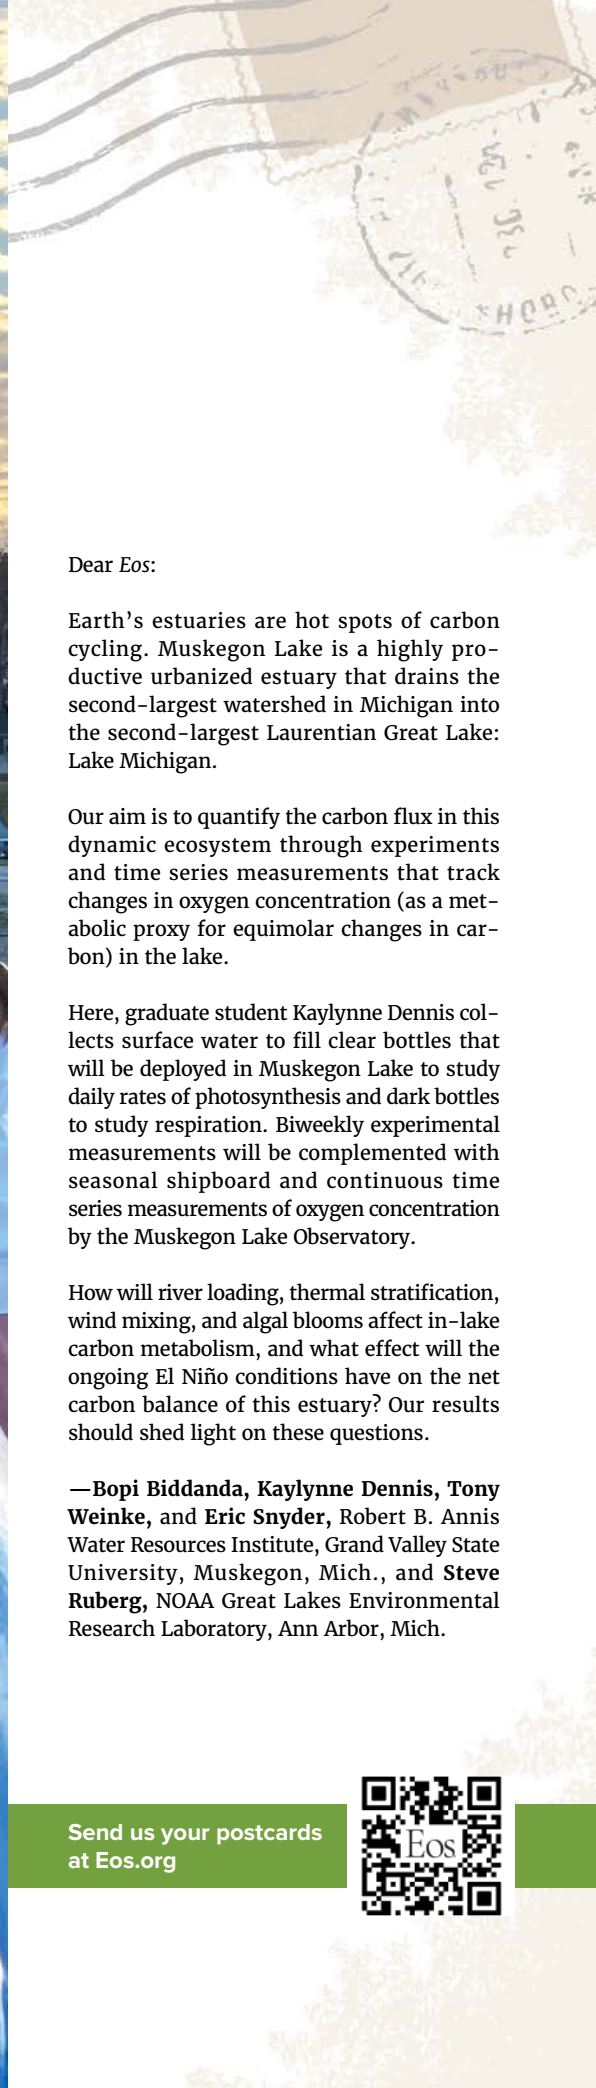 Dear Eos:
Earth’s estuaries are hot spots of carbon
cycling. Muskegon Lake is a highly pro-
ductive urbanized estuary that drains the
second-largest watershed in Michigan into
the second-largest Laurentian Great Lake:
Lake Michigan.
Our aim is to quantify the carbon flux in this
dynamic ecosystem through experiments
and time series measurements that track
changes in oxygen concentration (as a met-
abolic proxy for equimolar changes in car-
bon) in the lake.
Here, graduate student Kaylynne Dennis col-
lects surface water to fill clear bottles that
will be deployed in Muskegon Lake to study
daily rates of photosynthesis and dark bottles
to study respiration. Biweekly experimental
measurements will be complemented with
seasonal shipboard and continuous time
series measurements of oxygen concentration
by the Muskegon Lake Observatory.
How will river loading, thermal stratification,
wind mixing, and algal blooms affect in-lake
carbon metabolism, and what effect will the
ongoing El Niño conditions have on the net
carbon balance of this estuary? Our results
should shed light on these questions.
—Bopi Biddanda, Kaylynne Dennis, Tony
Weinke, and Eric Snyder, Robert B. Annis
Water Resources Institute, Grand Valley State
University, Muskegon, Mich., and Steve
Ruberg, NOAA Great Lakes Environmental
Research Laboratory, Ann Arbor, Mich.
Send us your postcards
at Eos.org
Eos